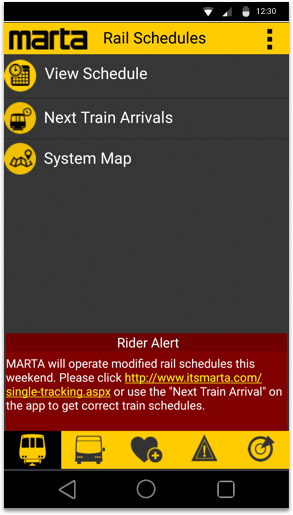 12:30
marta Rail Schedules
View Schedule
Next Train Arrivals
System Map
Rider Alert
MARTA will operate modified rail schedules this
weekend. Please click http://www.itsmarta.com/
single-tracking.aspx or use the "Next Train Arrival" on
the app to get correct train schedules.